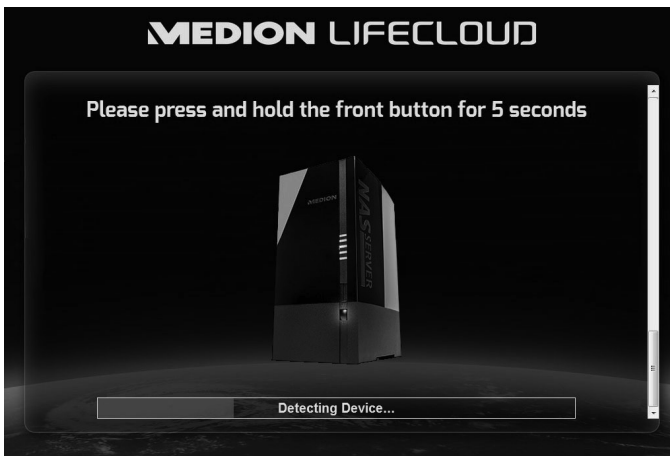 MEDION LIFECLOUD
Please press and hold the front button for 5 seconds
MEDION
NAS SERVER
Detecting Device...